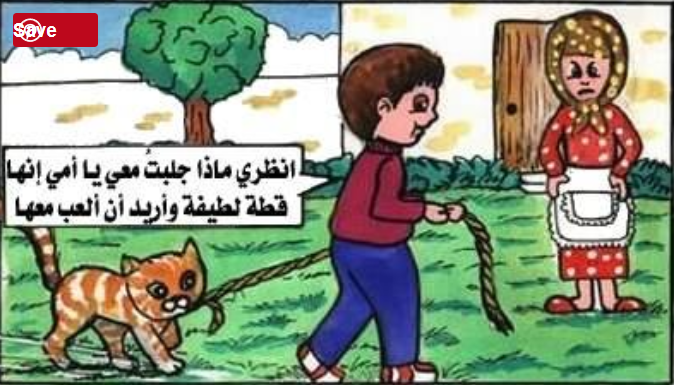 Save
انظري ماذا جلبتُ معي يا أمي إنها
قطة لطيفة وأريد أن ألعب معها